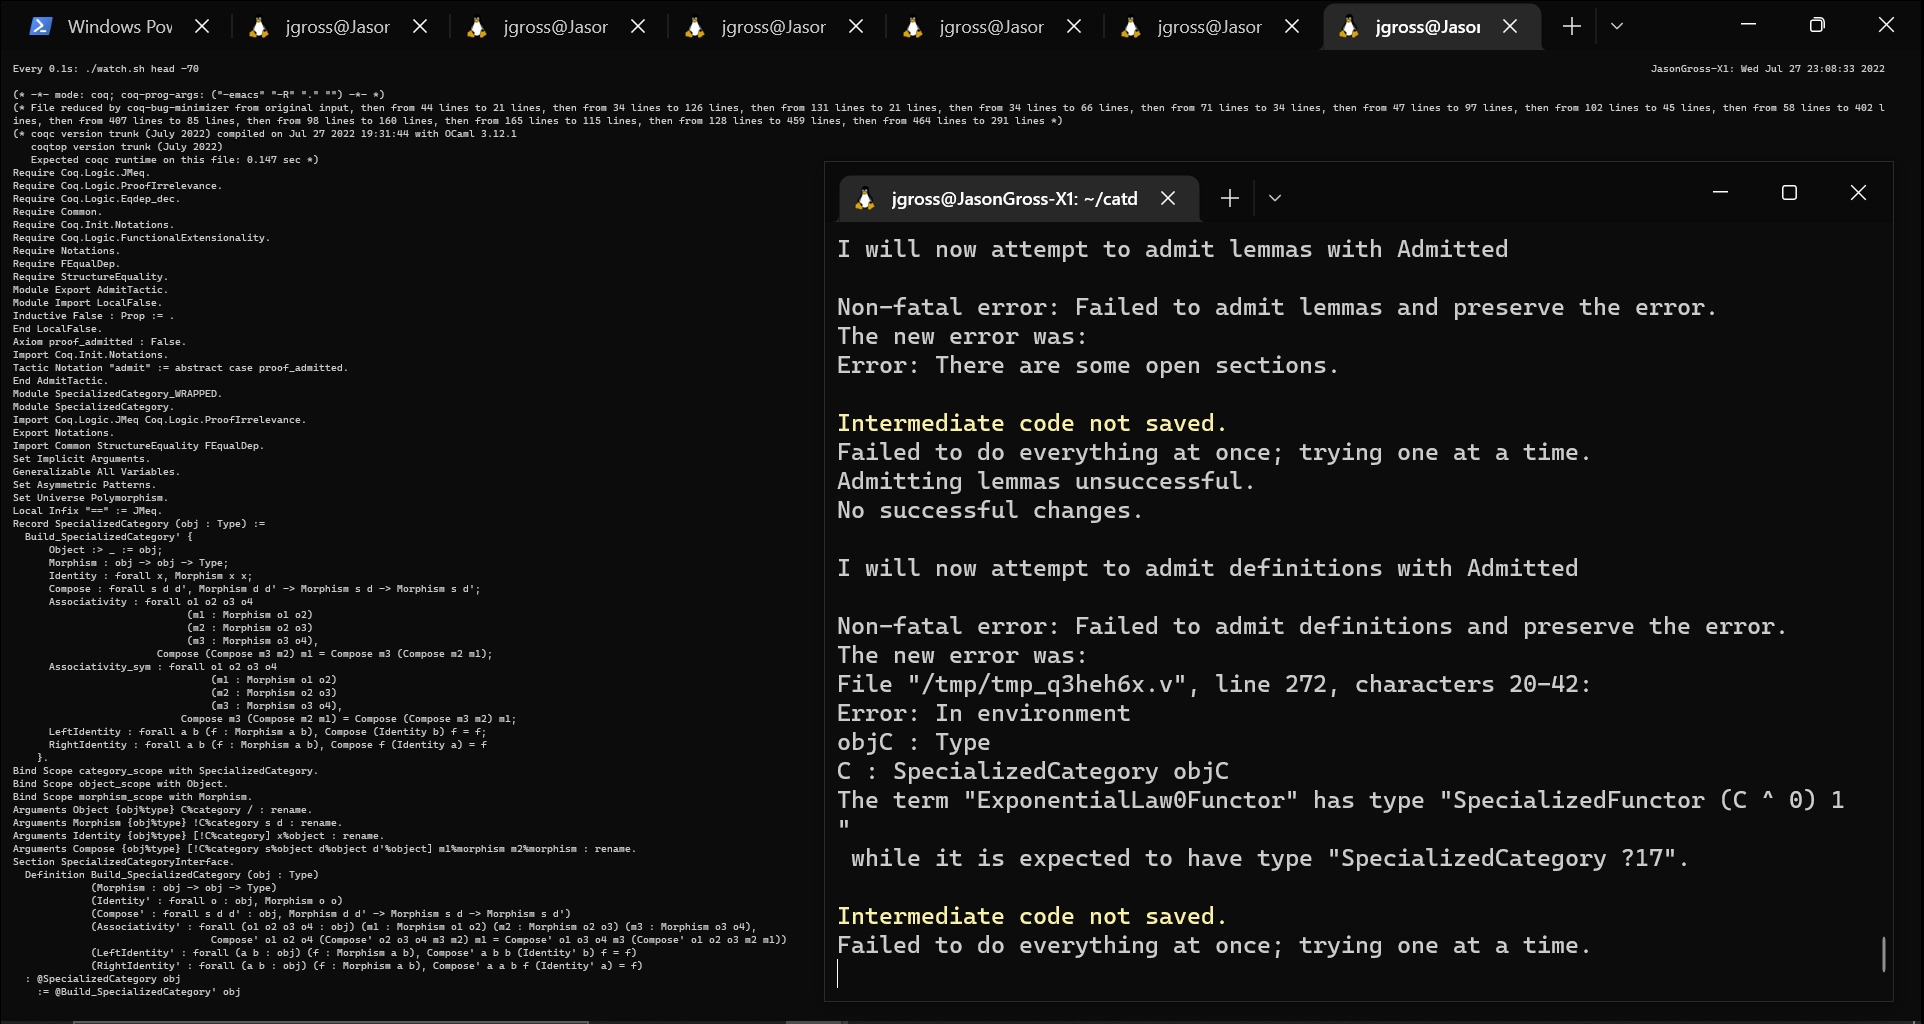 Windows Pov
jgross@Jasor
jgross@Jasor
jgross@Jasor
jgross@Jasor
jgross@Jasor
jgross@Jasor
Every 0.1s: ./watch.sh head -70
JasonGross-X1: Wed Jul 27 23:08:33 2022
(* -*- mode: coq; coq-prog-args: ("-emacs" "-R" "." "") -*- *)
(* File reduced by coq-bug-minimizer from original input, then from 44 lines to 21 lines, then from 34 lines to 126 lines, then from 131 lines to 21 lines, then from 34 lines to 66 lines, then from 71 lines to 34 lines, then from 47 lines to 97 lines, then from 102 lines to 45 lines, then from 58 lines to 402 l
ines, then from 407 lines to 85 lines, then from 98 lines to 160 lines, then from 165 lines to 115 lines, then from 128 lines to 459 lines, then from 464 lines to 291 lines *)
(* coqc version trunk (July 2022) compiled on Jul 27 2022 19:31:44 with OCaml 3.12.1
   coqtop version trunk (July 2022)
   Expected coqc runtime on this file: 0.147 sec *)
Require Coq.Logic.JMeq.
Require Coq.Logic.ProofIrrelevance.
Require Coq.Logic.Eqdep_dec.
Require Common.
Require Coq.Init.Notations.
Require Coq.Logic.FunctionalExtensionality.
Require Notations.
Require FEqualDep.
Require StructureEquality.
Module Export AdmitTactic.
Module Import LocalFalse.
Inductive False : Prop := .
End LocalFalse.
Axiom proof_admitted : False.
Import Coq.Init.Notations.
Tactic Notation "admit" := abstract case proof_admitted.
End AdmitTactic.
Module SpecializedCategory_WRAPPED.
Module SpecializedCategory.
Import Coq.Logic.JMeq Coq.Logic.ProofIrrelevance.
Export Notations.
Import Common StructureEquality FEqualDep.
Set Implicit Arguments.
Generalizable All Variables.
Set Asymmetric Patterns.
Set Universe Polymorphism.
Local Infix "==" := JMeq.
Record SpecializedCategory (obj : Type) :=
  Build_SpecializedCategory' {
      Object :> _ := obj;
      Morphism : obj -> obj -> Type;
      Identity : forall x, Morphism x x;
      Compose : forall s d d', Morphism d d' -> Morphism s d -> Morphism s d';
      Associativity : forall o1 o2 o3 o4
                             (m1 : Morphism o1 o2)
                             (m2 : Morphism o2 o3)
                             (m3 : Morphism o3 o4),
                        Compose (Compose m3 m2) m1 = Compose m3 (Compose m2 m1);
      Associativity_sym : forall o1 o2 o3 o4
                                 (m1 : Morphism o1 o2)
                                 (m2 : Morphism o2 o3)
                                 (m3 : Morphism o3 o4),
                            Compose m3 (Compose m2 m1) = Compose (Compose m3 m2) m1;
      LeftIdentity : forall a b (f : Morphism a b), Compose (Identity b) f = f;
      RightIdentity : forall a b (f : Morphism a b), Compose f (Identity a) = f
    }.
Bind Scope category_scope with SpecializedCategory.
Bind Scope object_scope with Object.
Bind Scope morphism_scope with Morphism.
Arguments Object {obj%type} C%category / : rename.
Arguments Morphism {obj%type} !C%category s d : rename.
Arguments Identity {obj%type} [!C%category] x%object : rename.
Arguments Compose {obj%type} [!C%category s%object d%object d'%object] m1%morphism m2%morphism : rename.
Section SpecializedCategoryInterface.
  Definition Build_SpecializedCategory (obj : Type)
             (Morphism : obj -> obj -> Type)
             (Identity' : forall o : obj, Morphism o o)
             (Compose' : forall s d d' : obj, Morphism d d' -> Morphism s d -> Morphism s d')
             (Associativity' : forall (o1 o2 o3 o4 : obj) (m1 : Morphism o1 o2) (m2 : Morphism o2 o3) (m3 : Morphism o3 o4),
                                 Compose' o1 o2 o4 (Compose' o2 o3 o4 m3 m2) m1 = Compose' o1 o3 o4 m3 (Compose' o1 o2 o3 m2 m1))
             (LeftIdentity' : forall (a b : obj) (f : Morphism a b), Compose' a b b (Identity' b) f = f)
             (RightIdentity' : forall (a b : obj) (f : Morphism a b), Compose' a a b f (Identity' a) = f)
  : @SpecializedCategory obj
    := @Build_SpecializedCategory' obj
jgross@JasonGross-X1: ~/catd
I will now attempt to admit lemmas with Admitted
Non-fatal error: Failed to admit lemmas and preserve the error.
The new error was:
Error: There are some open sections.
Intermediate code not saved.
Failed to do everything at once; trying one at a time.
Admitting lemmas unsuccessful.
No successful changes.
I will now attempt to admit definitions with Admitted
Non-fatal error: Failed to admit definitions and preserve the error.
The new error was:
File "/tmp/tmp_q3heh6x.v", line 272, characters 20-42:
Error: In environment
objC : Type
C : SpecializedCategory objC
The term "ExponentialLaw0Functor" has type "SpecializedFunctor (C ^ 0) 1
"
 while it is expected to have type "SpecializedCategory ?17".
Intermediate code not saved.
Failed to do everything at once; trying one at a time.